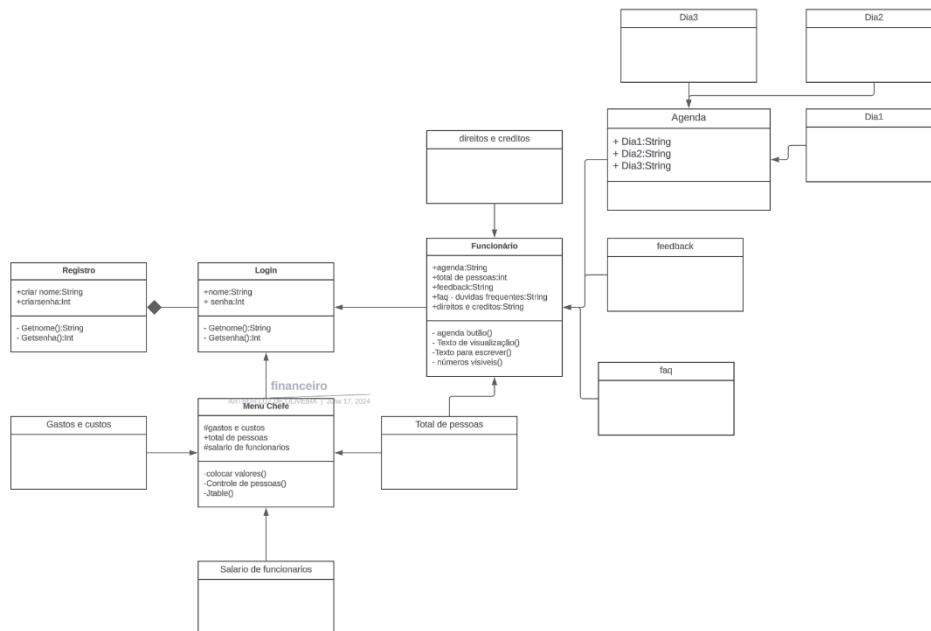 Dia3
Dia2
Agenda
+ Dia1:String
+ Dia2:String
+ Dia3:String
Dia1
direitos e creditos
Funcionário
+agenda:String
+total de pessoas:int
+feedback:String
+faq - duvidas frequentes:String
+direitos e creditos:String
- agenda butão()
- Texto de visualização()
-Texto para escrever()
- números visiveis()
feedback
faq
Registro
+criar nome:String
+criarsenha:Int
- Getnome():String
- Getsenha():Int
Login
+nome:String
+ senha:Int
- Getnome():String
- Getsenha():Int
financeiro
OLIVEIRA | June 17, 2024
Menu Chefe
#gastos e custos
+total de pessoas
#salario de funcionarios
-colocar valores()
-Controle de pessoas()
-Jtable()
Gastos e custos
Total de pessoas
Salario de funcionarios